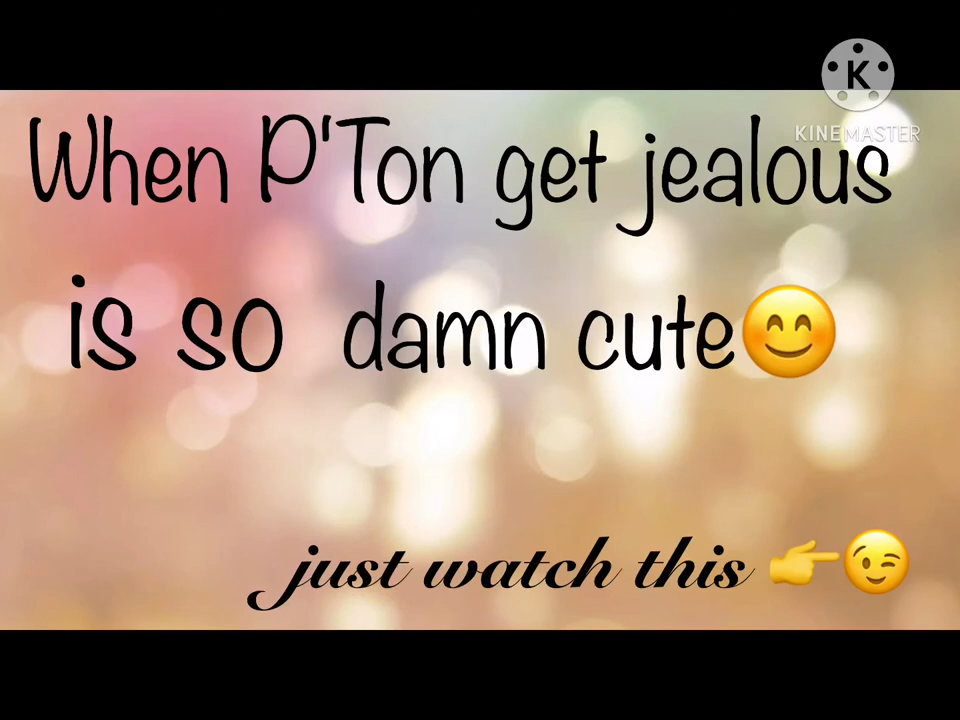 K
KINEMASTER
When P'Ton get jealous
is so damn cute😊
just watch this 👉😉